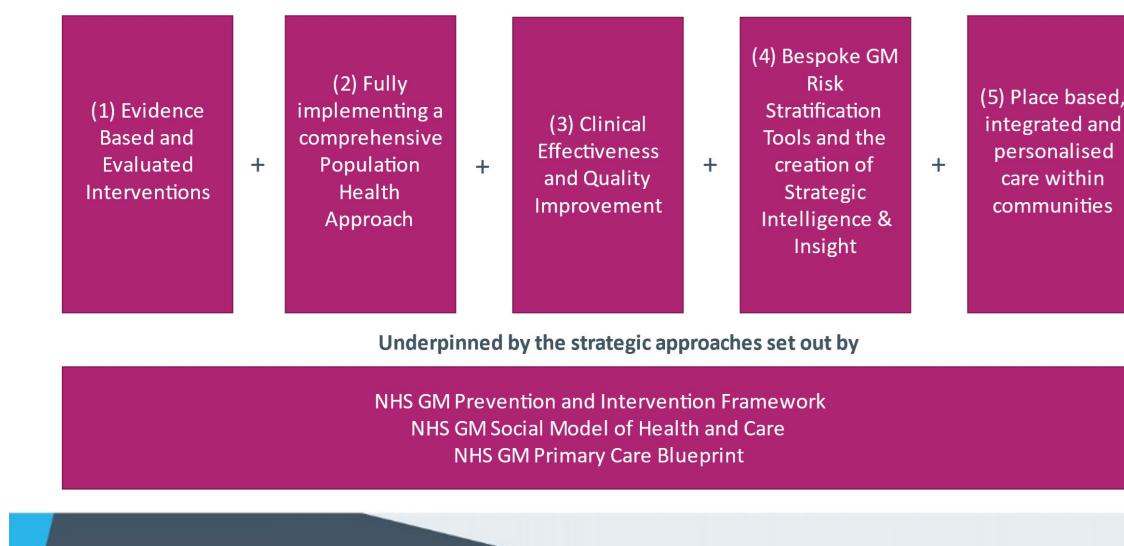 (1) Evidence
Based and
Evaluated
Interventions
+
(2) Fully
implementing a
comprehensive
Population
Health
Approach
+
(3) Clinical
Effectiveness
and Quality
Improvement
+
(4) Bespoke GM
Risk
Stratification
Tools and the
creation of
Strategic
Intelligence &
Insight
+
(5) Place based,
integrated and
personalised
care within
communities
Underpinned by the strategic approaches set out by
NHS GM Prevention and Intervention Framework
NHS GM Social Model of Health and Care
NHS GM Primary Care Blueprint